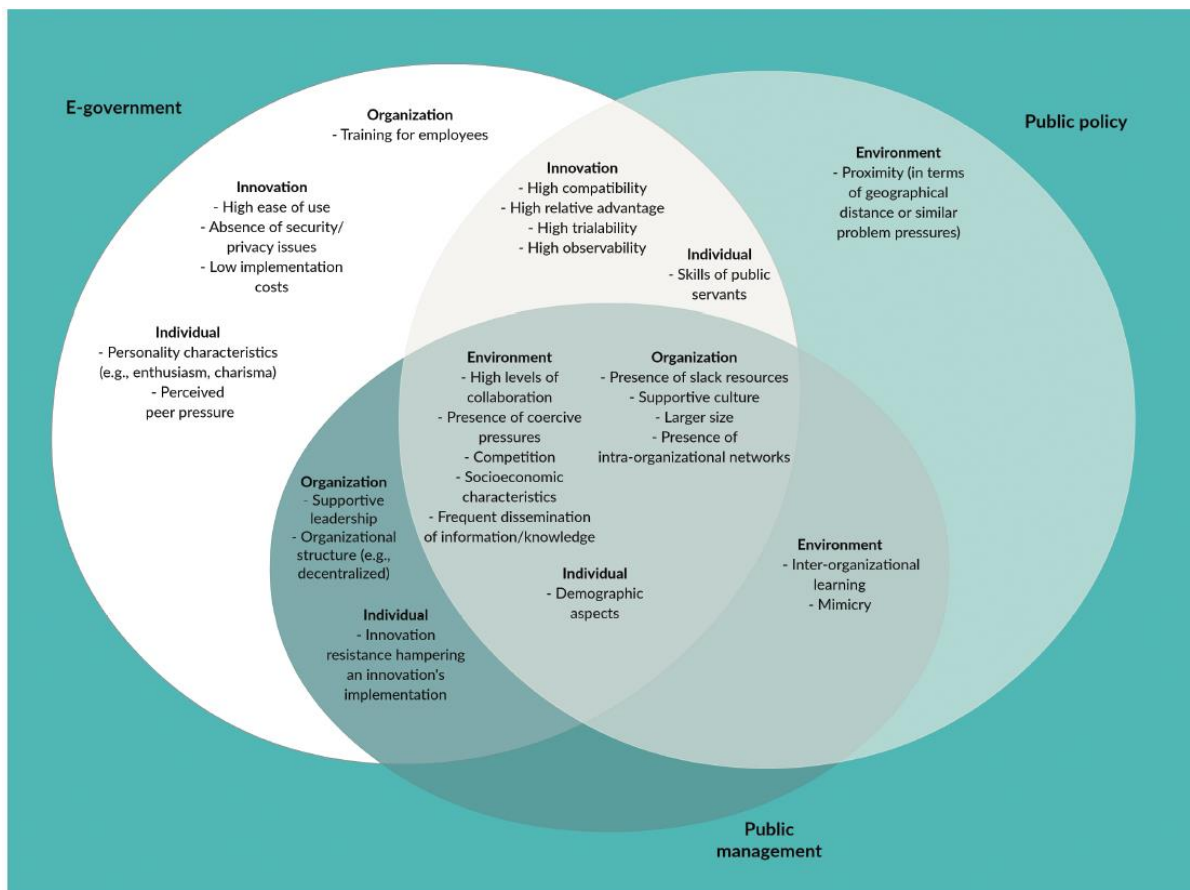 E-government
Organization
- Training for employees
Public policy
Innovation
- High ease of use
- Absence of security/
privacy issues
- Low implementation
costs
Innovation
- High compatibility
- High relative advantage
- High trialability
- High observability
Environment
- Proximity (in terms
of geographical
distance or similar
problem pressures)
Individual
- Skills of public
servants
Individual
- Personality characteristics
(e.g., enthusiasm, charisma)
- Perceived
peer pressure
Environment
- High levels of
collaboration
- Presence of coercive
pressures
- Competition
- Socioeconomic
characteristics
- Frequent dissemination
of information/knowledge
Organization
- Presence of slack resources
- Supportive culture
- Larger size
- Presence of
intra-organizational networks
Organization
- Supportive
leadership
- Organizational
structure (e.g.,
decentralized)
Individual
- Demographic
aspects
Environment
- Inter-organizational
learning
- Mimicry
Individual
- Innovation
resistance hampering
an innovation's
implementation
Public
management